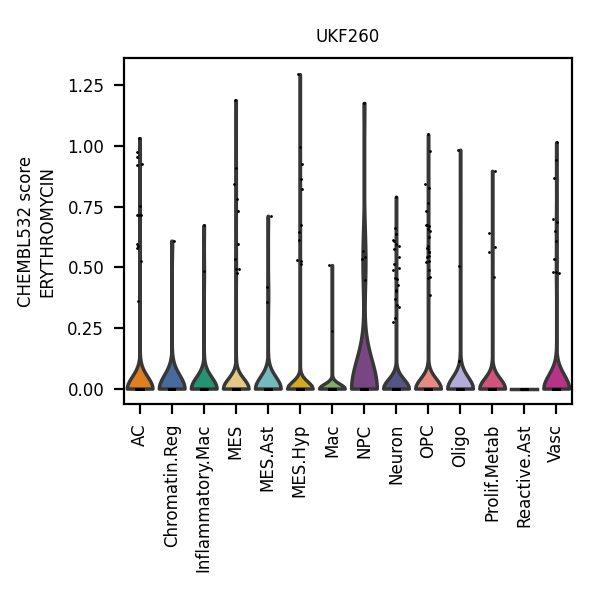 UKF260
CHEMBL532 score
ERYTHROMYCIN
1.25
1.00
0.75
0.50
0.25
0.00
AC
Chromatin.Reg
Inflammatory.Mac
MES
MES.Ast
MES.Hyp
Mac
NPC
Neuron
OPC
Oligo
Prolif.Metab
Reactive.Ast
Vasc